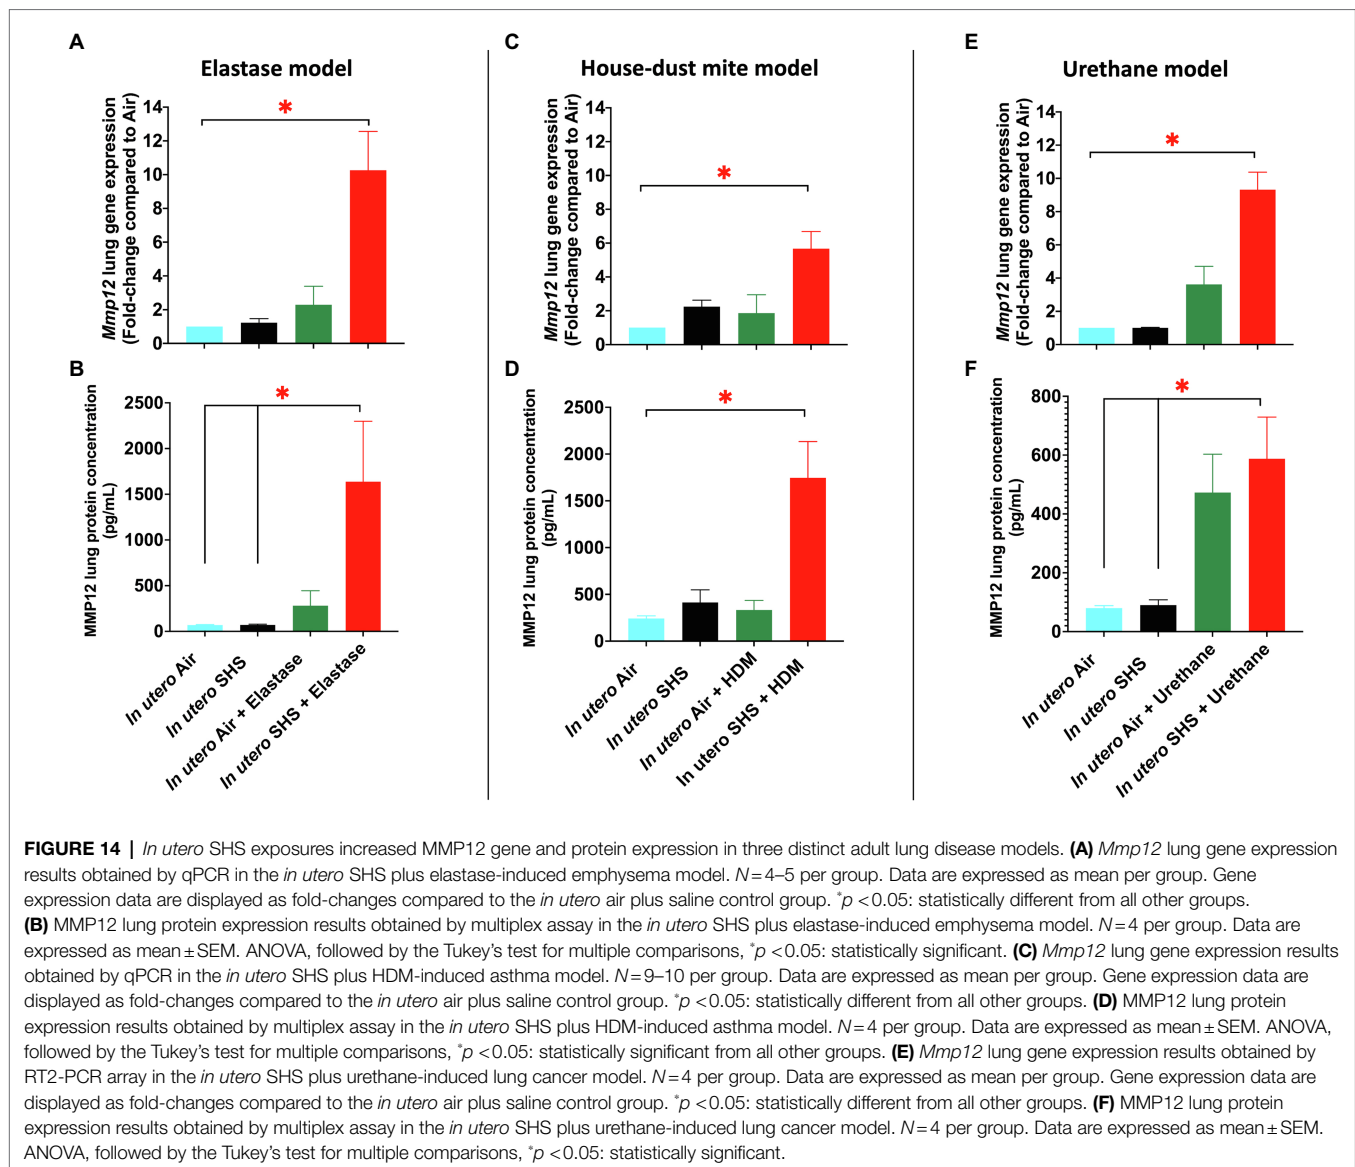 A
Elastase model
Mmp12 lung gene expression
(Fold-change compared to Air)
14
12
10
8
6
4
2
0
*
B
MMP12 lung protein concentration
(pg/mL)
2500
2000
1500
1000
500
0
*
In utero Air
In utero SHS
In utero Air + Elastase
In utero SHS + Elastase
C
House-dust mite model
Mmp12 lung gene expression
(Fold-change compared to Air)
14
12
10
8
6
4
2
0
*
D
MMP12 lung protein concentration
(pg/mL)
2500
2000
1500
1000
500
0
*
In utero Air
In utero SHS
In utero Air + HDM
In utero SHS + HDM
E
Urethane model
Mmp12 lung gene expression
(Fold-change compared to Air)
14
12
10
8
6
4
2
0
*
F
MMP12 lung protein concentration
(pg/mL)
800
600
400
200
0
*
In utero Air
In utero SHS
In utero Air + Urethane
In utero SHS + Urethane
FIGURE 14 | In utero SHS exposures increased MMP12 gene and protein expression in three distinct adult lung disease models. (A) Mmp12 lung gene expression
results obtained by qPCR in the in utero SHS plus elastase-induced emphysema model. N = 4–5 per group. Data are expressed as mean per group. Gene
expression data are displayed as fold-changes compared to the in utero air plus saline control group. *p < 0.05: statistically different from all other groups.
(B) MMP12 lung protein expression results obtained by multiplex assay in the in utero SHS plus elastase-induced emphysema model. N = 4 per group. Data are
expressed as mean ± SEM. ANOVA, followed by the Tukey's test for multiple comparisons, *p < 0.05: statistically significant. (C) Mmp12 lung gene expression results
obtained by qPCR in the in utero SHS plus HDM-induced asthma model. N = 9–10 per group. Data are expressed as mean per group. Gene expression data are
displayed as fold-changes compared to the in utero air plus saline control group. *p < 0.05: statistically different from all other groups. (D) MMP12 lung protein
expression results obtained by multiplex assay in the in utero SHS plus HDM-induced asthma model. N = 4 per group. Data are expressed as mean ± SEM. ANOVA,
followed by the Tukey's test for multiple comparisons, *p < 0.05: statistically significant from all other groups. (E) Mmp12 lung gene expression results obtained by
RT2-PCR array in the in utero SHS plus urethane-induced lung cancer model. N = 4 per group. Data are expressed as mean per group. Gene expression data are
displayed as fold-changes compared to the in utero air plus saline control group. *p < 0.05: statistically different from all other groups. (F) MMP12 lung protein
expression results obtained by multiplex assay in the in utero SHS plus urethane-induced lung cancer model. N = 4 per group. Data are expressed as mean ± SEM.
ANOVA, followed by the Tukey's test for multiple comparisons, *p < 0.05: statistically significant.